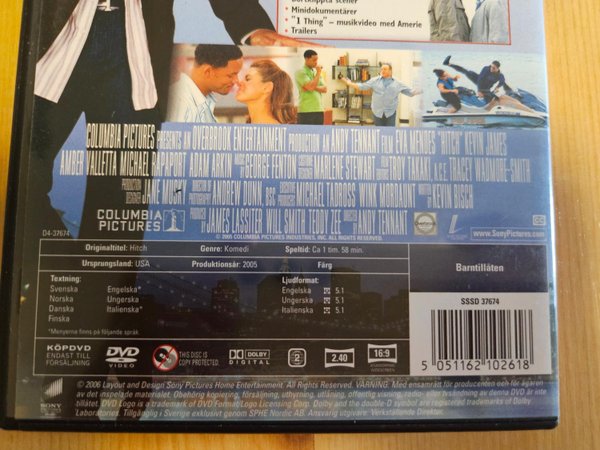 Bortklippta scener
• Minidokumentärer
• "1 Thing" – musikvideo med Amerie
• Trailers
COLUMBIA PICTURES PRESENTS AN OVERBROOK ENTERTAINMENT PRODUCTION AN ANDY TENNANT FILM EVA MENDES "HITCH" KEVIN JAMES
AMBER VALLETTA MICHAEL RAPAPORT ADAM ARKIN MUSIC BY GEORGE FENTON COSTUME DESIGNER MARLENE STEWART EDITED BY TROY TAKAKI A.C.E. TRACEY WADMORE-SMITH
PRODUCTION DESIGNER JANE MUSKY DIRECTOR OF PHOTOGRAPHY ANDREW DUNN, BSC EXECUTIVE PRODUCERS MICHAEL TADROSS WINK MORDAUNT WRITTEN BY KEVIN BISCH
PRODUCED BY JAMES LASSITER WILL SMITH TEDDY ZEE DIRECTED BY ANDY TENNANT
COLUMBIA PICTURES
© 2005 COLUMBIA PICTURES INDUSTRIES, INC. ALL RIGHTS RESERVED.
www.SonyPictures.com
D4-37674
Originaltitel: Hitch Genre: Komedi Speltid: Ca 1 tim. 58 min.
Ursprungsland: USA Produktionsår: 2005 Färg
Barntillåten
Textning:
Svenska Engelska*
Norska Ungerska
Danska Italienska*
Finska
*Menyerna finns på följande språk
Ljudformat:
Engelska 5.1
Ungerska 5.1
Italienska 5.1
SSSD 37674
5 051162 102618
KÖPDVD
ENDAST TILL
FÖRSÄLJNING
DVD
VIDEO
THIS DISC IS
COPY PROTECTED.
DOLBY
DIGITAL
2
2.40
16:9
SONY
© 2006 Layout and Design Sony Pictures Home Entertainment. All Rights Reserved. VARNING. Med ensamrätt för producenten och för ägaren
av det inspelade materialet. Obehörig kopiering, försäljning, uthyrning, utlåning, offentlig visning, radio- eller tv-sändning av denna DVD är inte
tillåtet. DVD Logo is a trademark of DVD Format/Logo Licensing Corp. Dolby and the double-D symbol are registered trademarks of Dolby
Laboratories. Tillgänglig i Sverige exklusivt genom SPHE Nordic AB. Ansvarig utgivare: Verkställande Direktør.